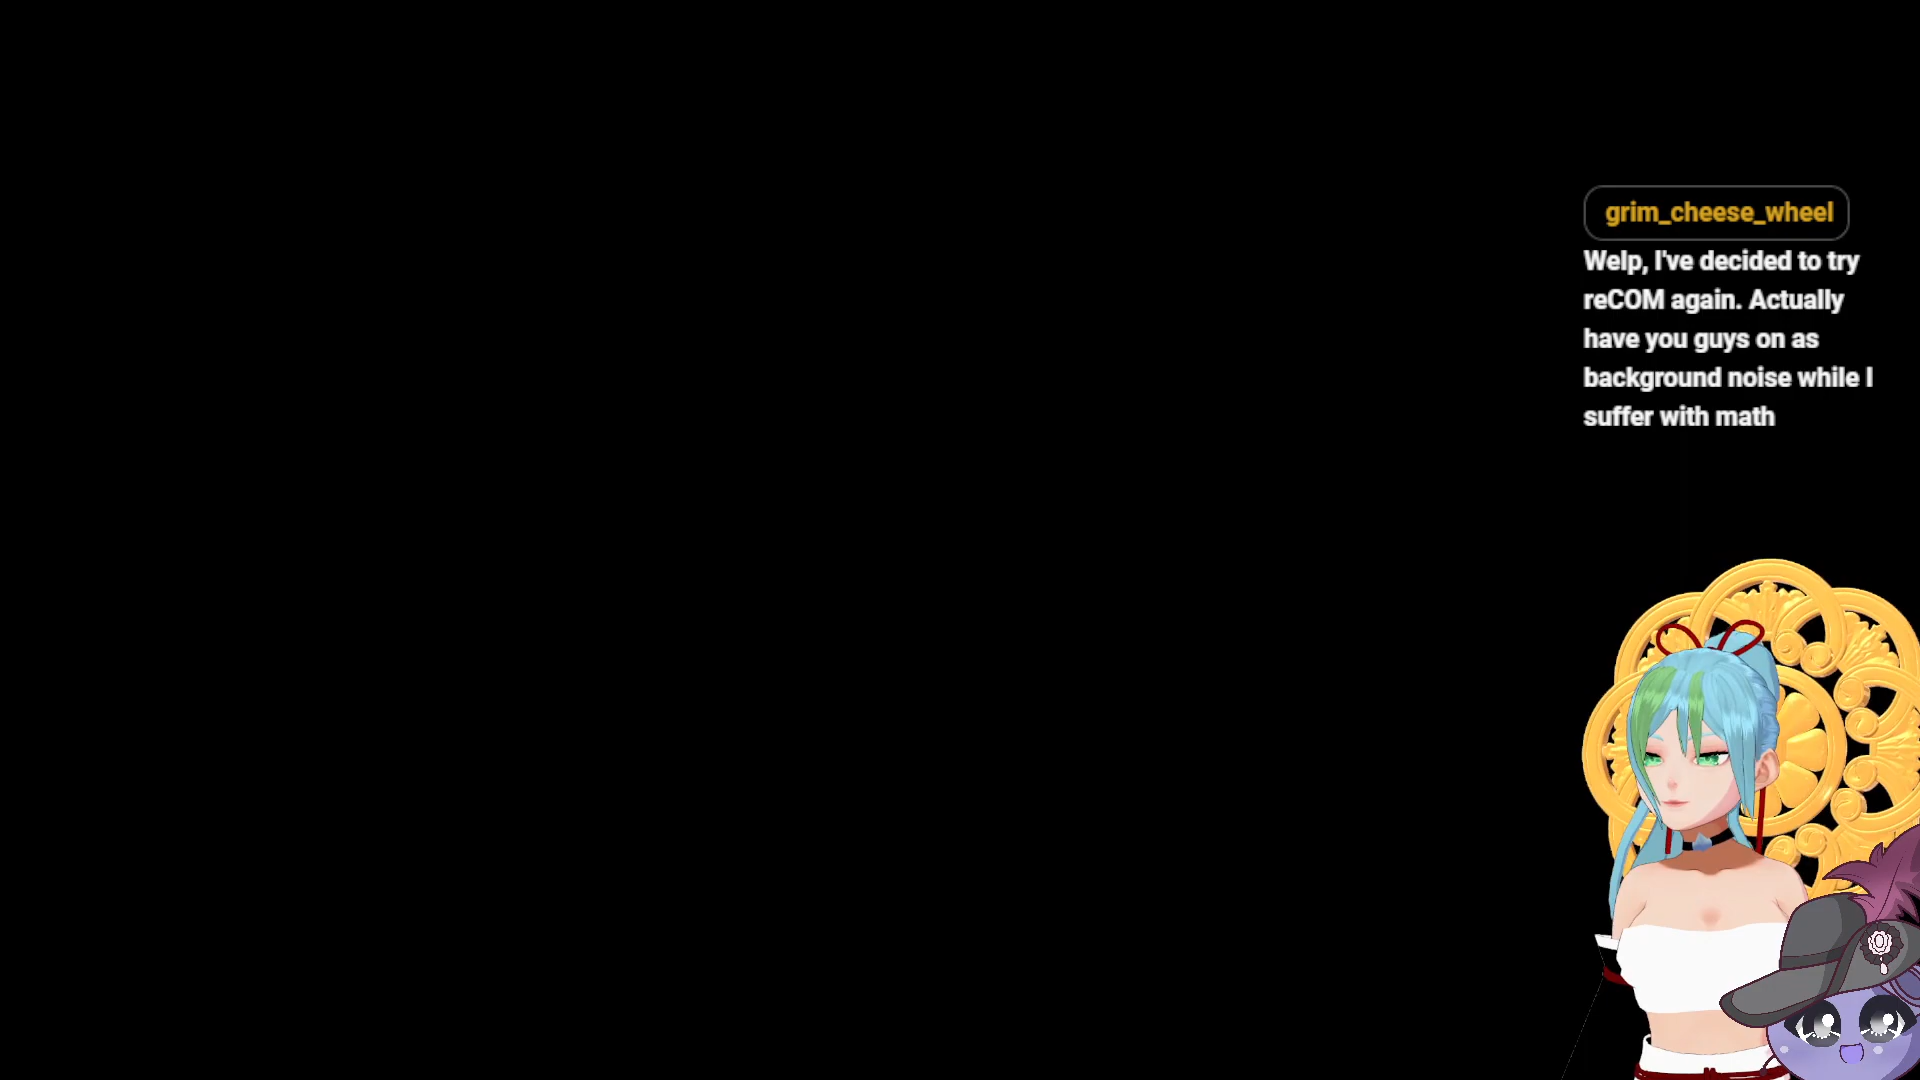 grim_cheese_wheel
Welp, I've decided to try
reCOM again. Actually
have you guys on as
background noise while I
suffer with math